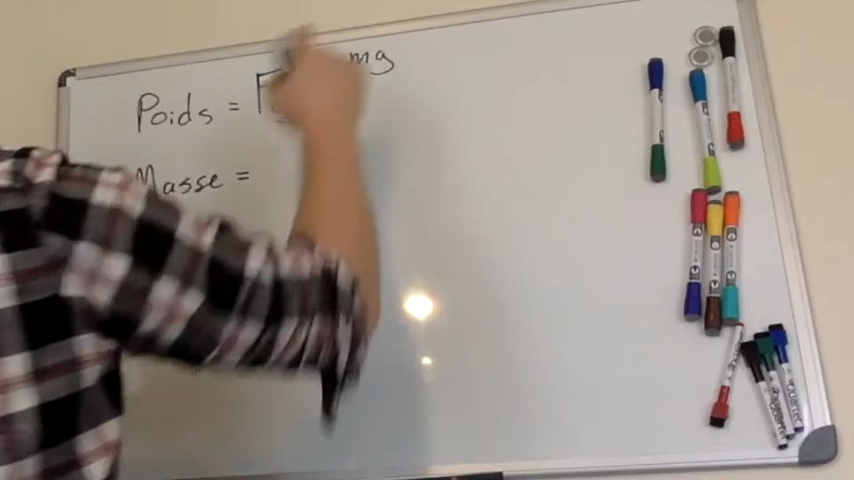 Poids = F mg
Masse =